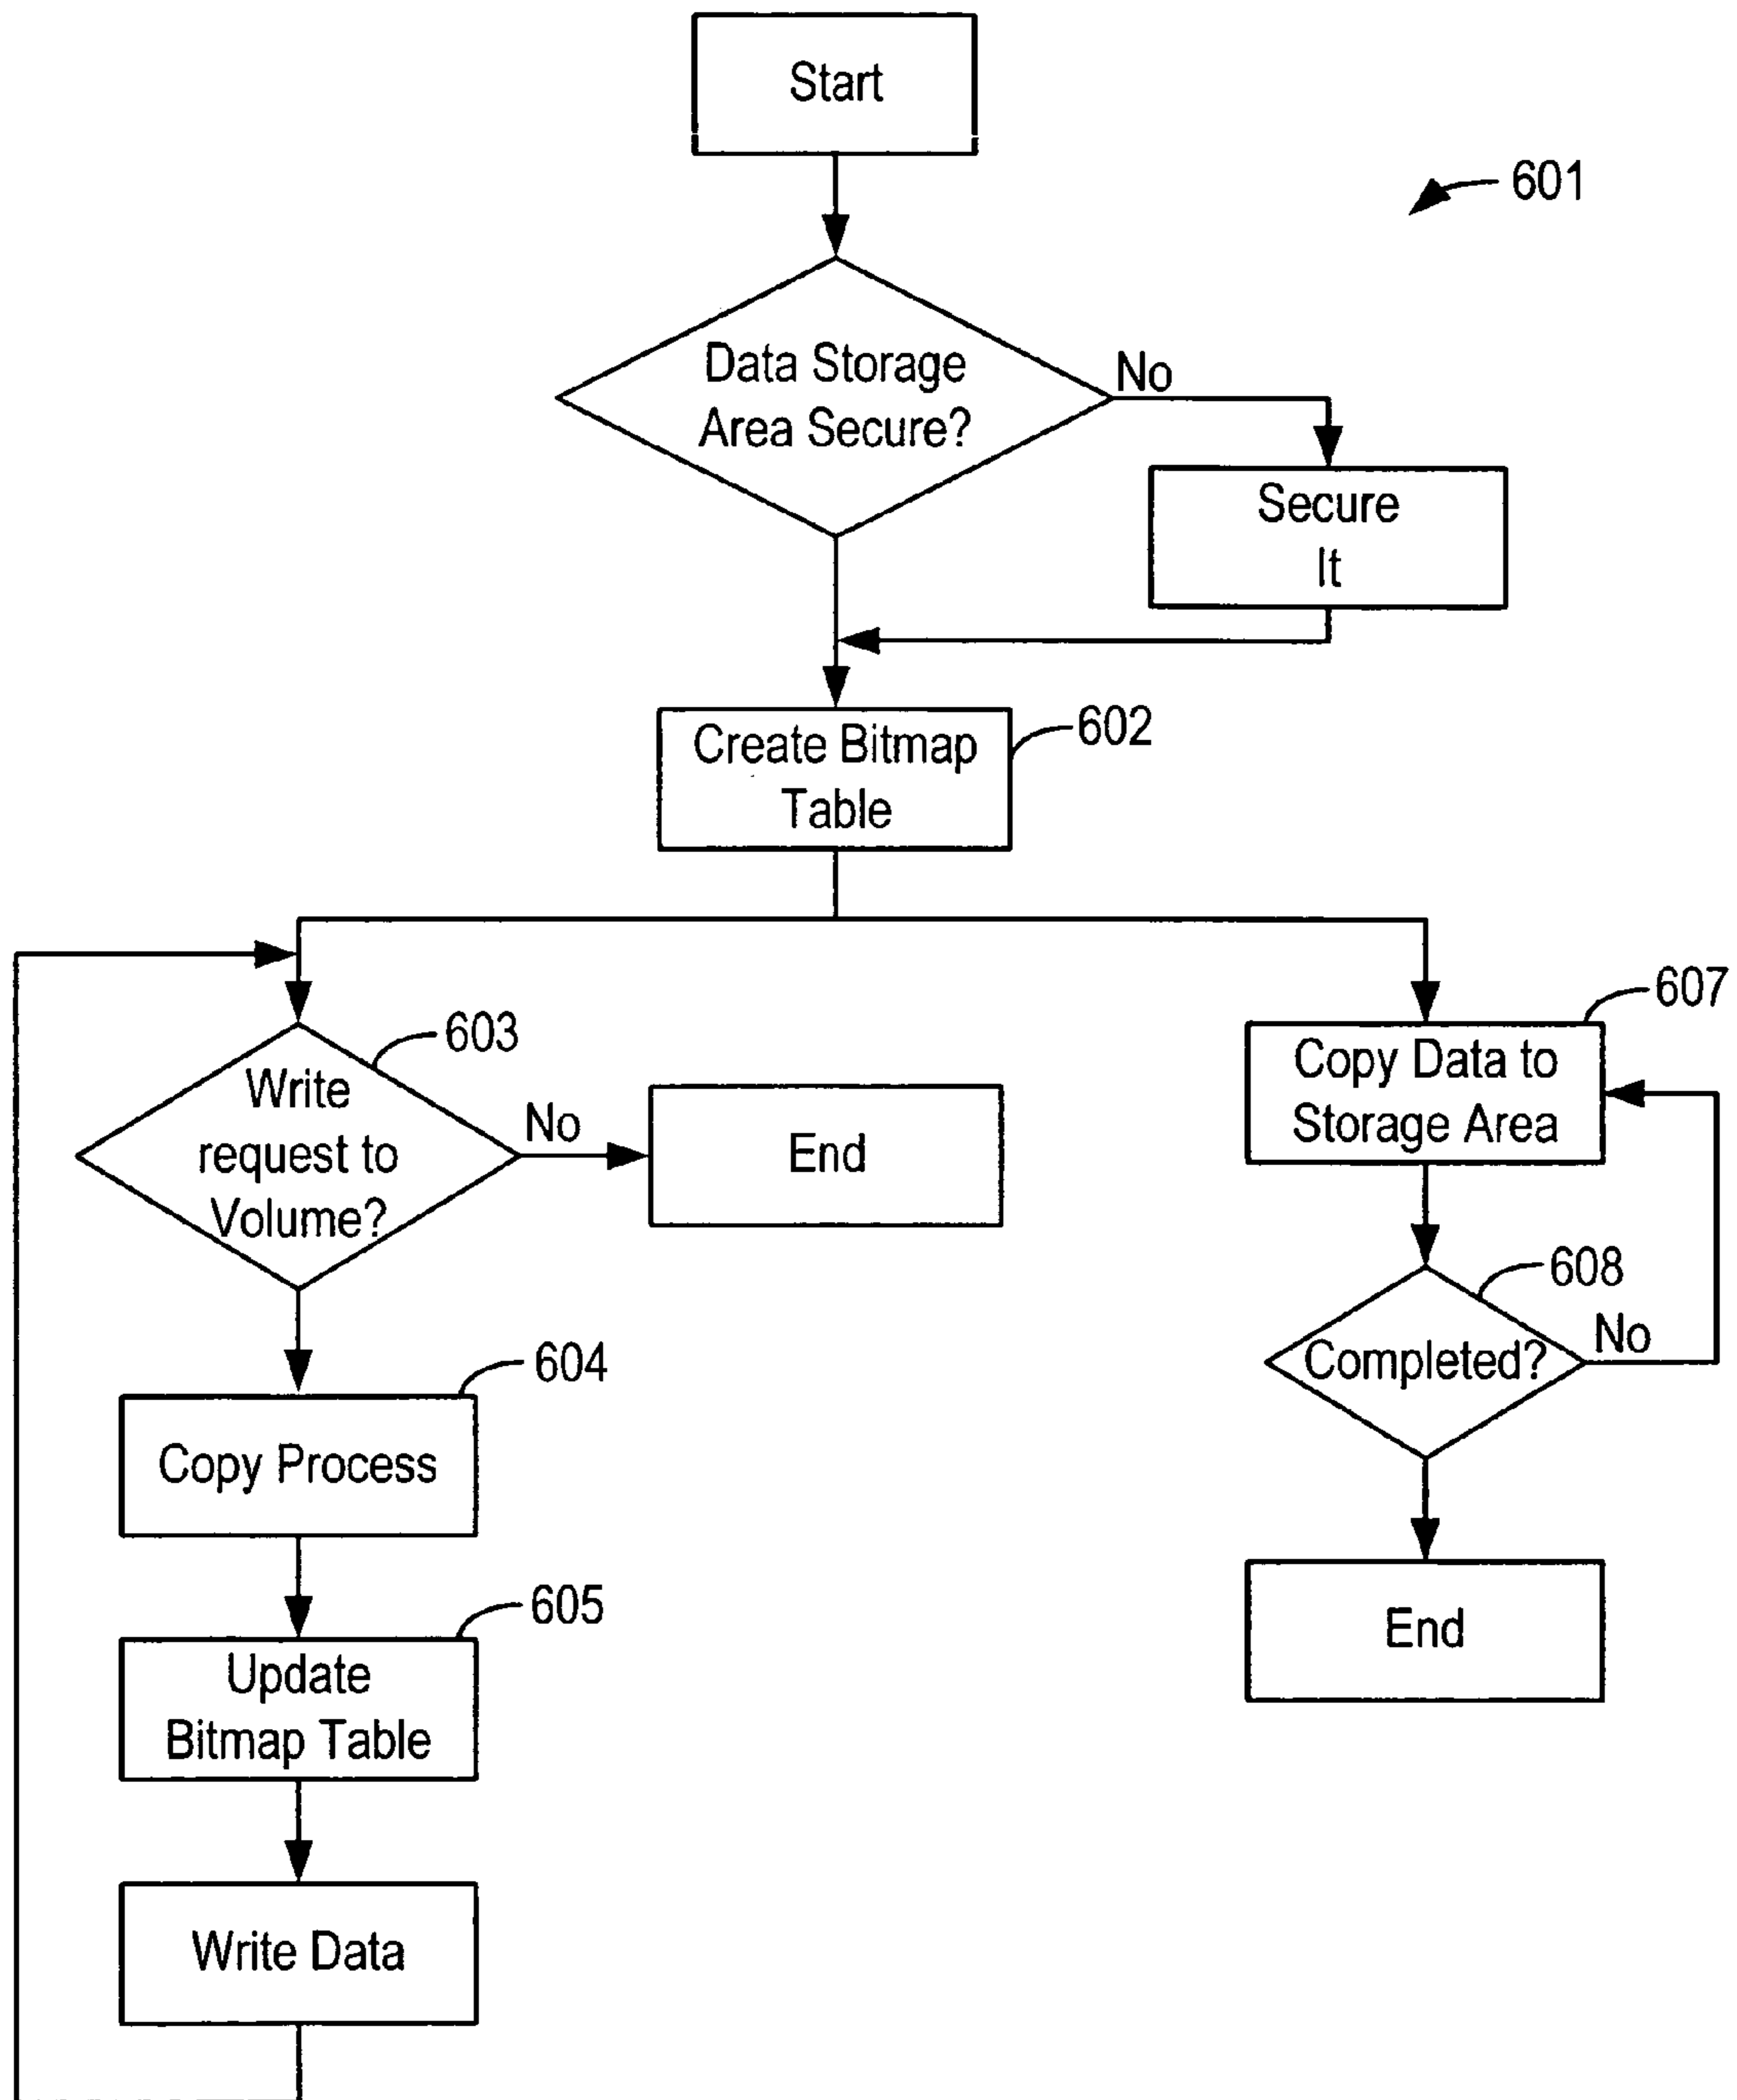 Start
601
Data Storage
Area Secure?
No
Secure
It
Create Bitmap
Table
602
603
Write
request to
Volume?
No
End
607
Copy Data to
Storage Area
608
Completed?
No
604
Copy Process
605
Update
Bitmap Table
End
Write Data